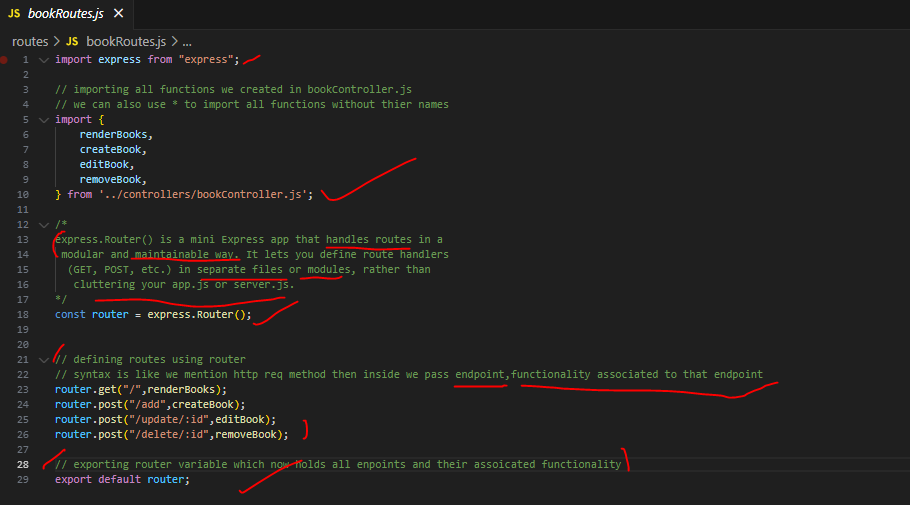 JS bookRoutes.js ×
routes > JS bookRoutes.js > ...
1 import express from "express";
2
3 // importing all functions we created in bookController.js
4 // we can also use * to import all functions without thier names
5 import {
6 renderBooks,
7 createBook,
8 editBook,
9 removeBook,
10 } from '../controllers/bookController.js';
11
12 /*
13 express.Router() is a mini Express app that handles routes in a
14 modular and maintainable way. It lets you define route handlers
15 (GET, POST, etc.) in separate files or modules, rather than
16 cluttering your app.js or server.js.
17 */
18 const router = express.Router();
19
20
21 // defining routes using router
22 // syntax is like we mention http req method then inside we pass endpoint,functionality associated to that endpoint
23 router.get("/",renderBooks);
24 router.post("/add",createBook);
25 router.post("/update/:id",editBook);
26 router.post("/delete/:id",removeBook);
27
28 // exporting router variable which now holds all enpoints and their assoicated functionality
29 export default router;